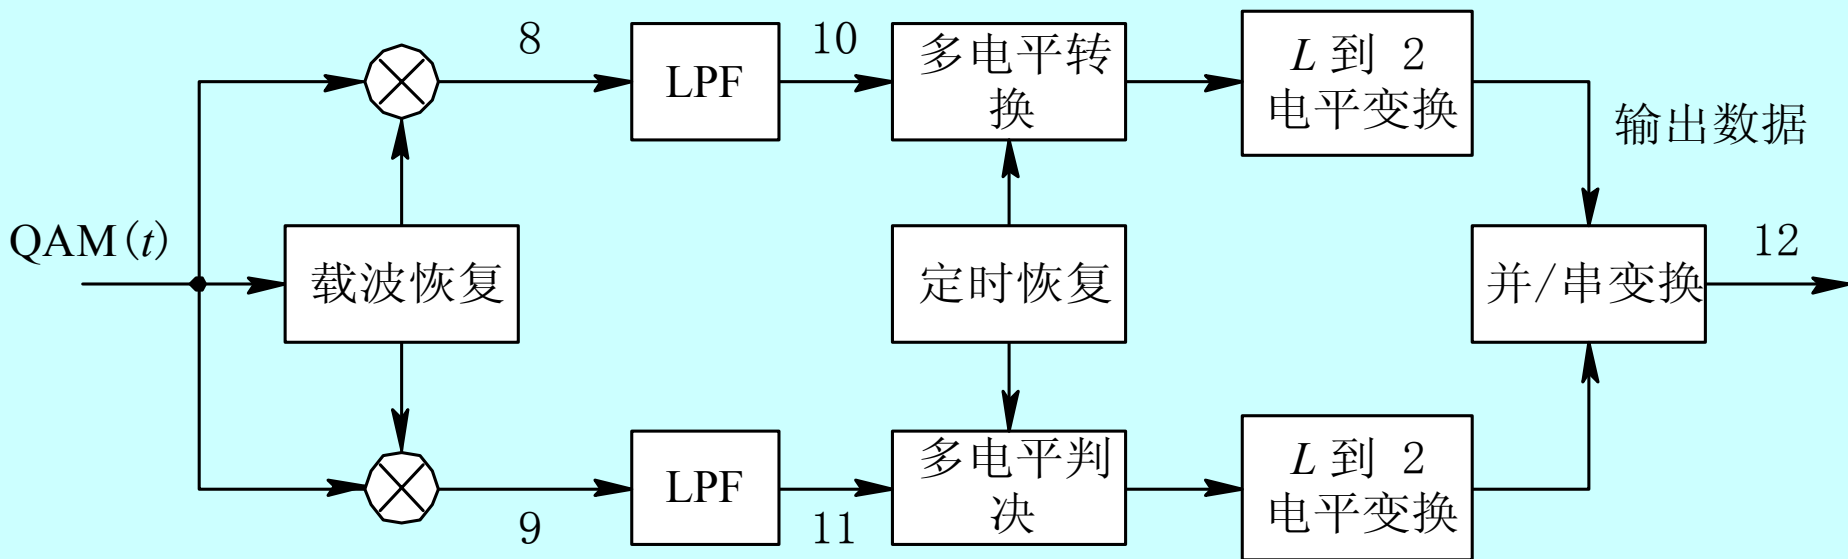 8
LPF
10
多电平转
换
L 到 2
电平变换
输出数据
QAM(t)
载波恢复
定时恢复
并/串变换
12
9
LPF
11
多电平判
决
L 到 2
电平变换